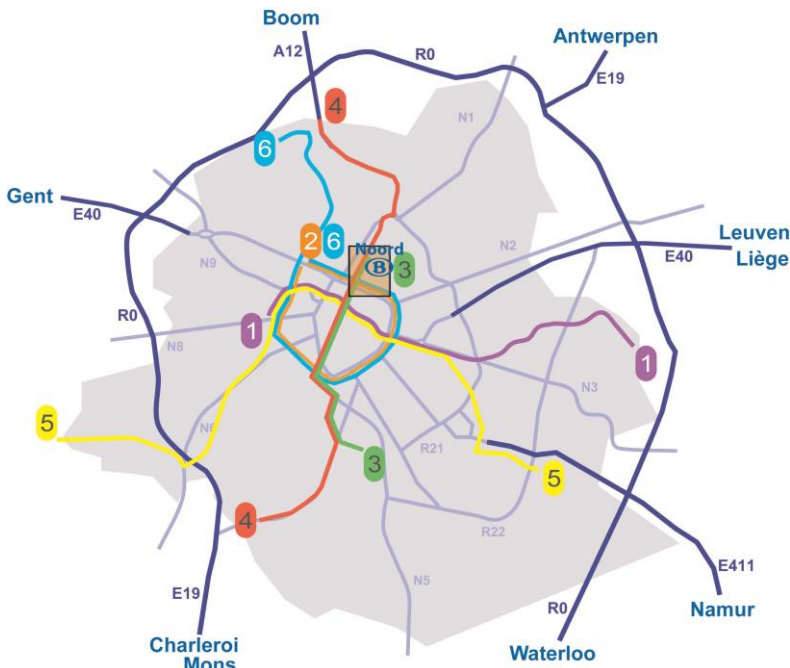 Boom
A12
R0
Antwerpen
E19
4
N1
6
Gent
E40
2
6
Noord
B
3
N2
Leuven
Liège
E40
N9
R0
1
N8
1
N3
5
N6
R21
3
5
4
R22
E411
N5
E19
R0
Namur
Charleroi
Mons
Waterloo